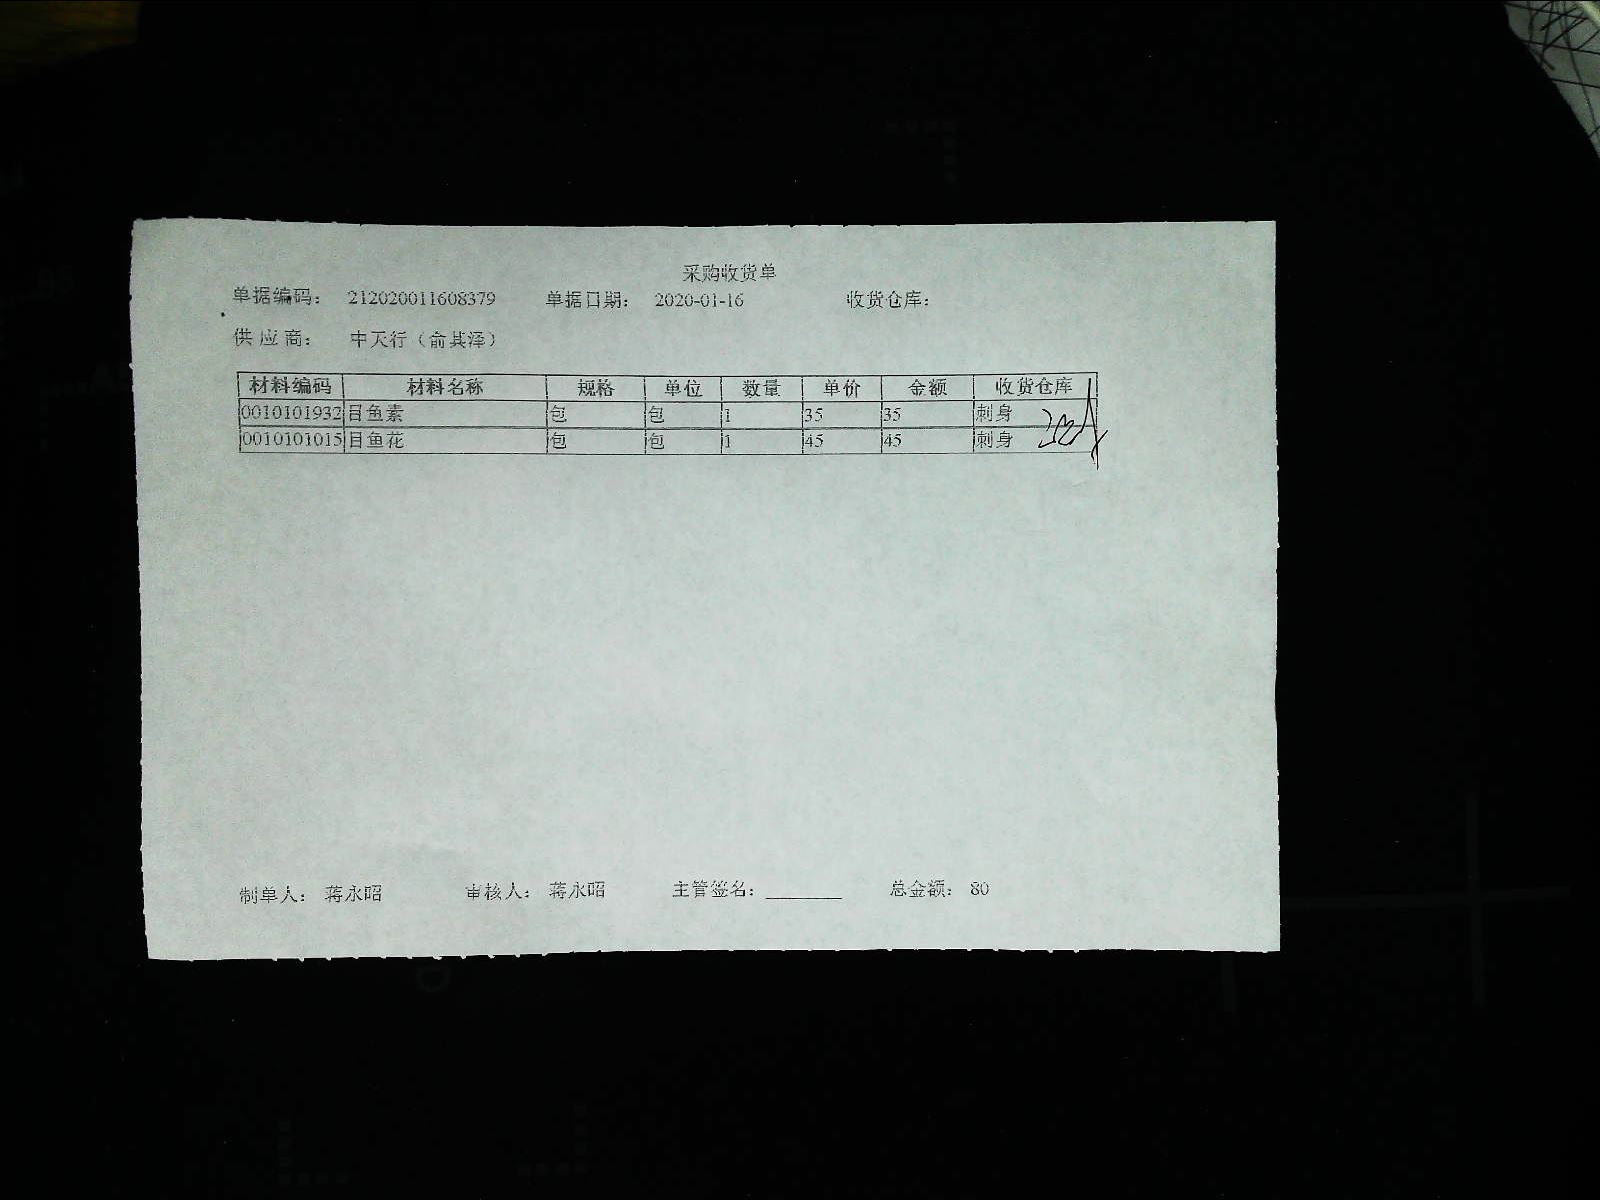 采购收货单
单据编码： 212020011608379 单据日期： 2020-01-16 收货仓库：
供应商： 中天行（俞其泽）
材料编码 材料名称 规格 单位 数量 单价 金额 收货仓库
0010101932 目鱼素 包 包 1 35 35 刺身
0010101015 目鱼花 包 包 1 45 45 刺身
制单人： 蒋永昭 审核人： 蒋永昭 主管签名：________ 总金额： 80